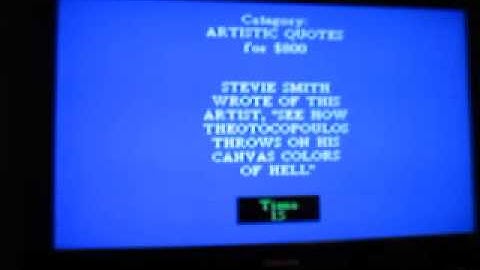 Category:
ARTISTIC QUOTES
for $800
STEVIE SMITH
WROTE OF THIS
ARTIST, "SEE HOW
THEOTOCOPOULOS
THROWS ON HIS
CANVAS COLORS
OF HELL"
Time
15